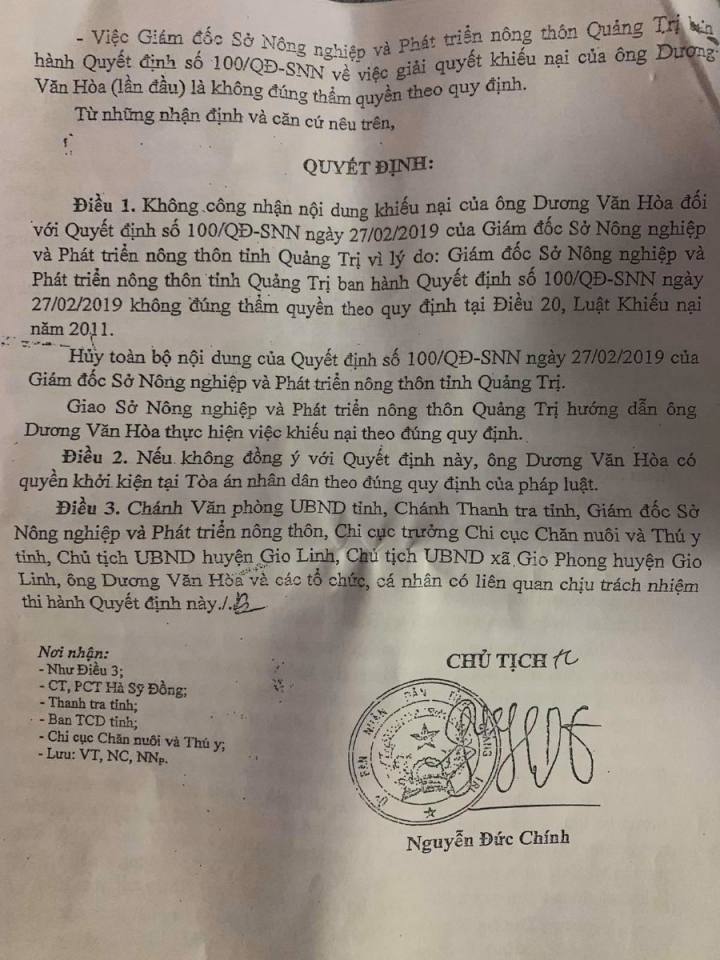 - Việc Giám đốc Sở Nông nghiệp và Phát triển nông thôn Quảng Trị ban
hành Quyết định số 100/QĐ-SNN về việc giải quyết khiếu nại của ông Dương
Văn Hòa (lần đầu) là không đúng thẩm quyền theo quy định.
Từ những nhận định và căn cứ nêu trên,
QUYẾT ĐỊNH:
Điều 1. Không công nhận nội dung khiếu nại của ông Dương Văn Hòa đối
với Quyết định số 100/QĐ-SNN ngày 27/02/2019 của Giám đốc Sở Nông nghiệp
và Phát triển nông thôn tỉnh Quảng Trị vì lý do: Giám đốc Sở Nông nghiệp và
Phát triển nông thôn tỉnh Quảng Trị ban hành Quyết định số 100/QĐ-SNN ngày
27/02/2019 không đúng thẩm quyền theo quy định tại Điều 20, Luật Khiếu nại
năm 2011.
Hủy toàn bộ nội dung của Quyết định số 100/QĐ-SNN ngày 27/02/2019 của
Giám đốc Sở Nông nghiệp và Phát triển nông thôn tỉnh Quảng Trị.
Giao Sở Nông nghiệp và Phát triển nông thôn Quảng Trị hướng dẫn ông
Dương Văn Hòa thực hiện việc khiếu nại theo đúng quy định.
Điều 2. Nếu không đồng ý với Quyết định này, ông Dương Văn Hòa có
quyền khởi kiện tại Tòa án nhân dân theo đúng quy định của pháp luật.
Điều 3. Chánh Văn phòng UBND tỉnh, Chánh Thanh tra tỉnh, Giám đốc Sở
Nông nghiệp và Phát triển nông thôn, Chi cục trưởng Chi cục Chăn nuôi và Thú y
tỉnh, Chủ tịch UBND huyện Gio Linh, Chủ tịch UBND xã Gio Phong huyện Gio
Linh, ông Dương Văn Hòa và các tổ chức, cá nhân có liên quan chịu trách nhiệm
thi hành Quyết định này./.
Nơi nhận:
- Như Điều 3;
- CT, PCT Hà Sỹ Đồng;
- Thanh tra tỉnh;
- Ban TCD tỉnh;
- Chi cục Chăn nuôi và Thú y;
- Lưu: VT, NC, NNP.
CHỦ TỊCH
ỦY BAN NHÂN DÂN
Nguyễn Đức Chính